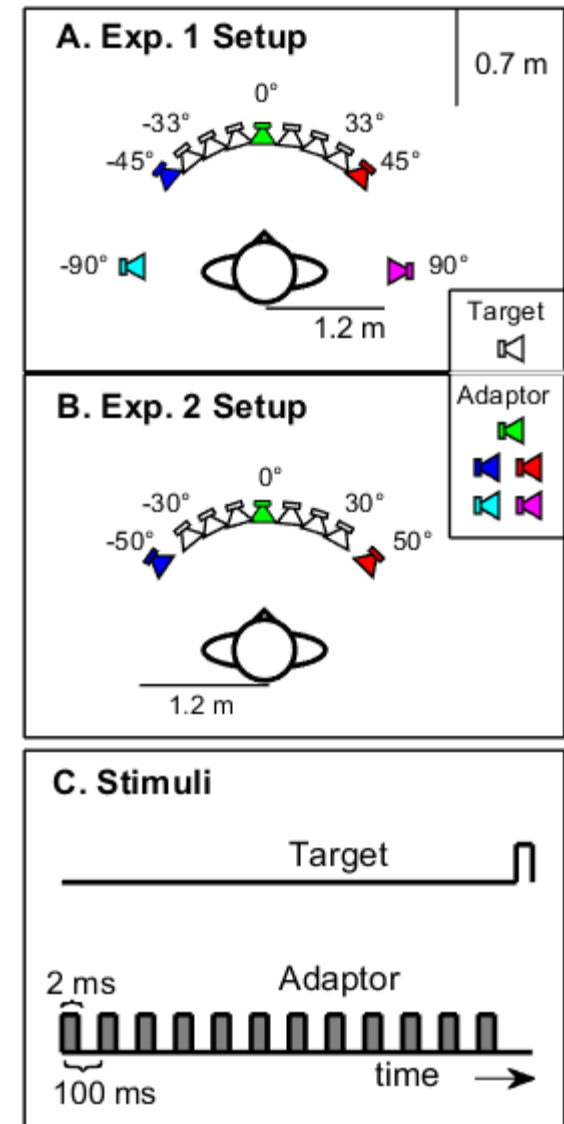 A. Exp. 1 Setup
0.7 m
0°
-33°
33°
-45°
45°
-90°
90°
1.2 m
Target
B. Exp. 2 Setup
Adaptor
0°
-30°
30°
-50°
50°
1.2 m
C. Stimuli
Target
2 ms
Adaptor
time
100 ms